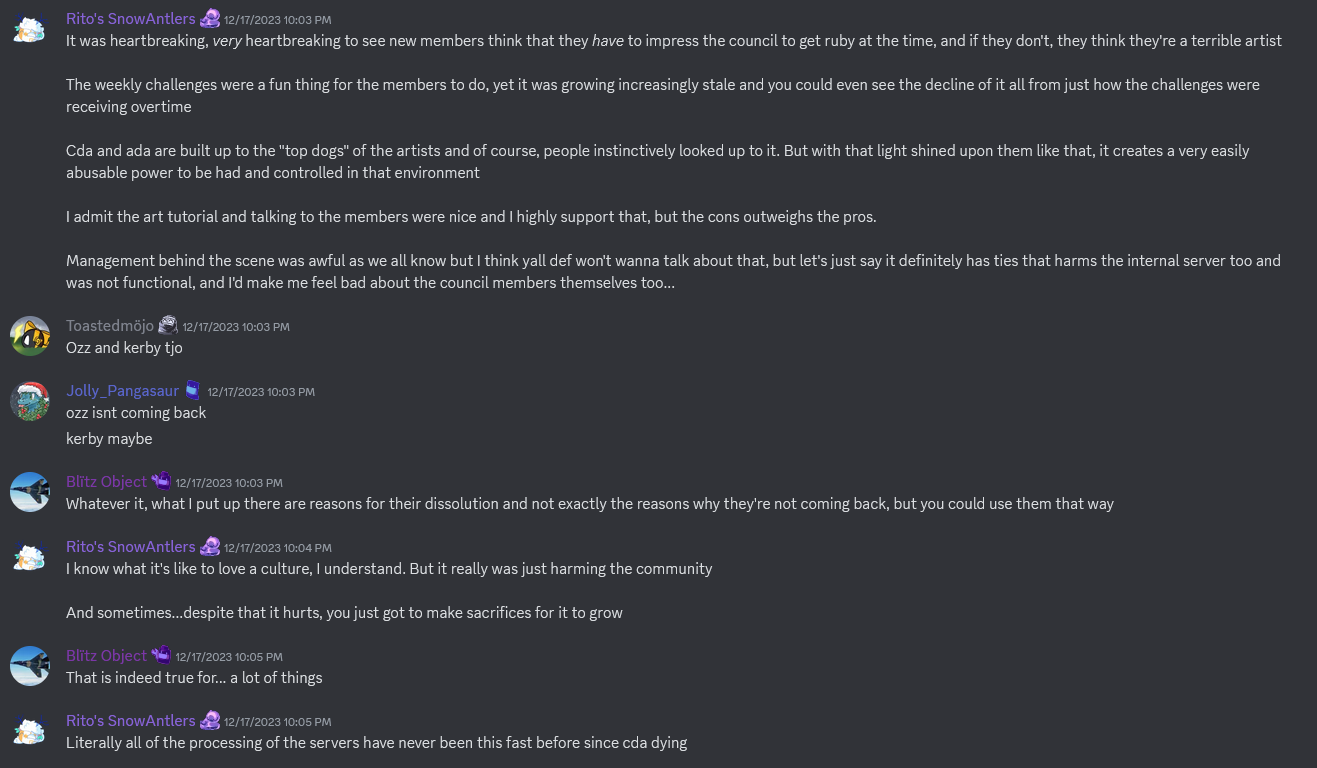 Rito's SnowAntlers 12/17/2023 10:03 PM
It was heartbreaking, very heartbreaking to see new members think that they have to impress the council to get ruby at the time, and if they don't, they think they're a terrible artist
The weekly challenges were a fun thing for the members to do, yet it was growing increasingly stale and you could even see the decline of it all from just how the challenges were
receiving overtime
Cda and ada are built up to the "top dogs" of the artists and of course, people instinctively looked up to it. But with that light shined upon them like that, it creates a very easily
abusable power to be had and controlled in that environment
I admit the art tutorial and talking to the members were nice and I highly support that, but the cons outweighs the pros.
Management behind the scene was awful as we all know but I think yall def won't wanna talk about that, but let's just say it definitely has ties that harms the internal server too and
was not functional, and I'd make me feel bad about the council members themselves too...
Toastedmöjo 12/17/2023 10:03 PM
Ozz and kerby tjo
Jolly_Pangasaur 12/17/2023 10:03 PM
ozz isnt coming back
kerby maybe
Blïtz Object 12/17/2023 10:03 PM
Whatever it, what I put up there are reasons for their dissolution and not exactly the reasons why they're not coming back, but you could use them that way
Rito's SnowAntlers 12/17/2023 10:04 PM
I know what it's like to love a culture, I understand. But it really was just harming the community
And sometimes...despite that it hurts, you just got to make sacrifices for it to grow
Blïtz Object 12/17/2023 10:05 PM
That is indeed true for... a lot of things
Rito's SnowAntlers 12/17/2023 10:05 PM
Literally all of the processing of the servers have never been this fast before since cda dying